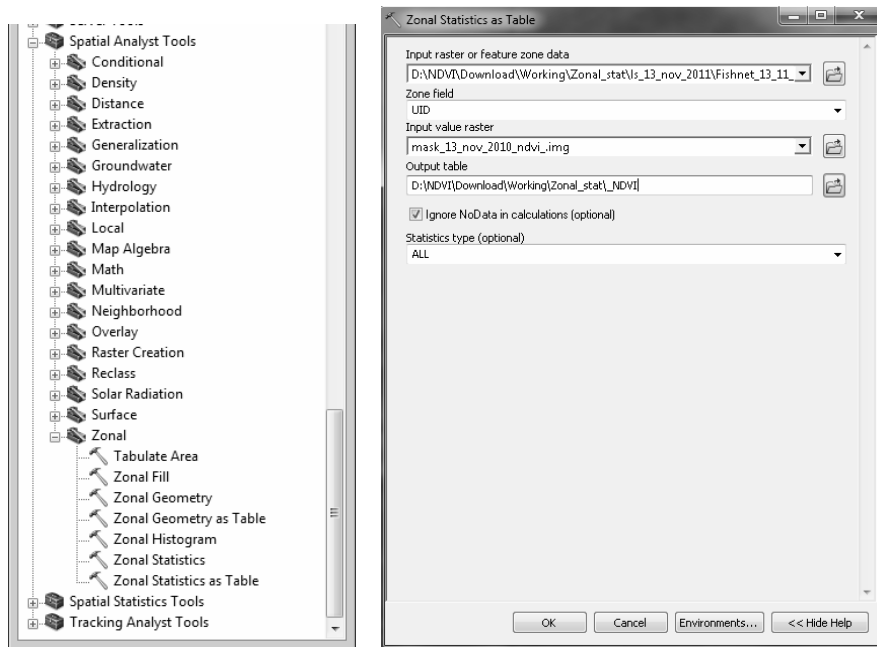 Spatial Analyst Tools
Conditional
Density
Distance
Extraction
Generalization
Groundwater
Hydrology
Interpolation
Local
Map Algebra
Math
Multivariate
Neighborhood
Overlay
Raster Creation
Reclass
Solar Radiation
Surface
Zonal
Tabulate Area
Zonal Fill
Zonal Geometry
Zonal Geometry as Table
Zonal Histogram
Zonal Statistics
Zonal Statistics as Table
Spatial Statistics Tools
Tracking Analyst Tools
Zonal Statistics as Table
Input raster or feature zone data
D:\NDVI\Download\Working\Zonal_stat\ls_13_nov_2011\Fishnet_13_11_
Zone field
UID
Input value raster
mask_13_nov_2010_ndvi_.img
Output table
D:\NDVI\Download\Working\Zonal_stat\_NDVI
Ignore NoData in calculations (optional)
Statistics type (optional)
ALL
OK
Cancel
Environments...
<< Hide Help